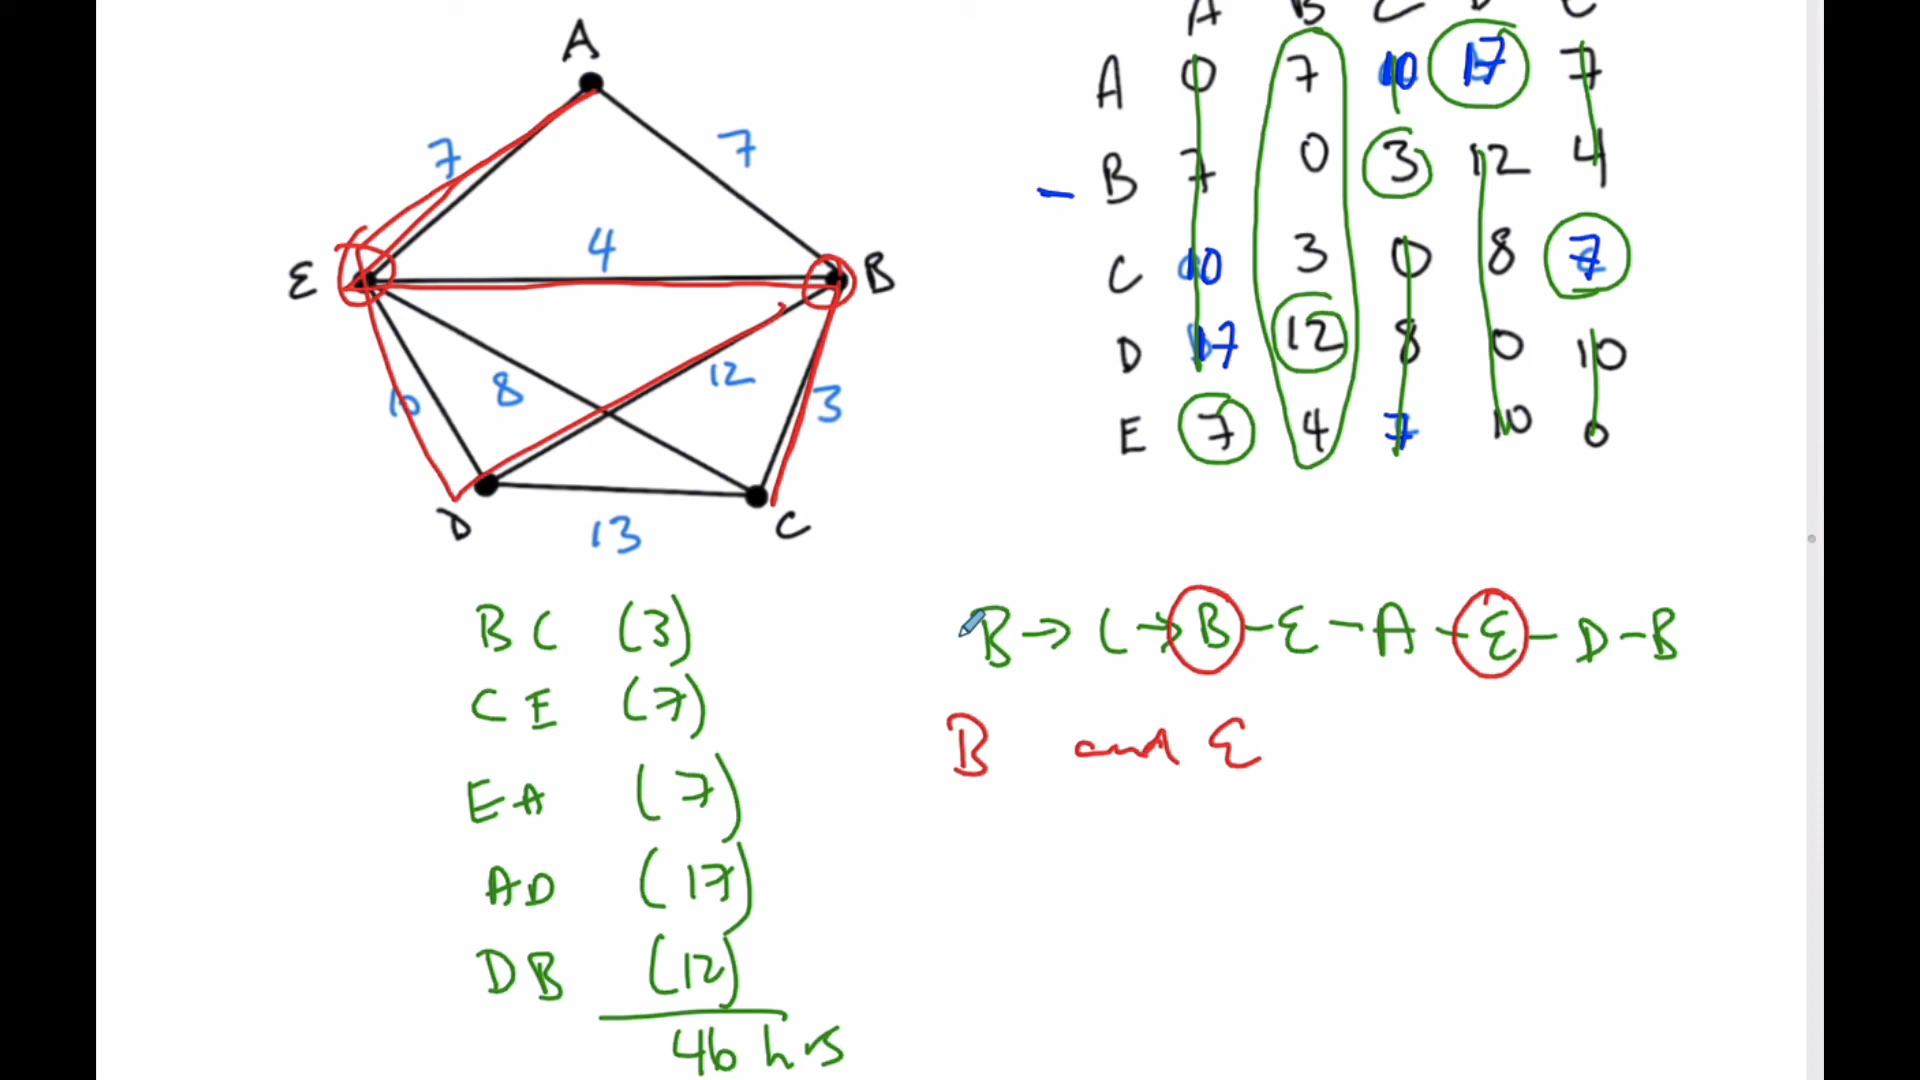 A
7
7
E
4
B
10
8
12
3
D
13
C
A B C D E
A 0 7 10 17 7
B 7 0 3 12 4
C 10 3 0 8 7
D 17 12 8 0 10
E 7 4 7 10 0
BC (3)
CE (7)
EA (7)
AD (17)
DB (12)
46 hrs
B → C → B - E - A - E - D - B
B and E